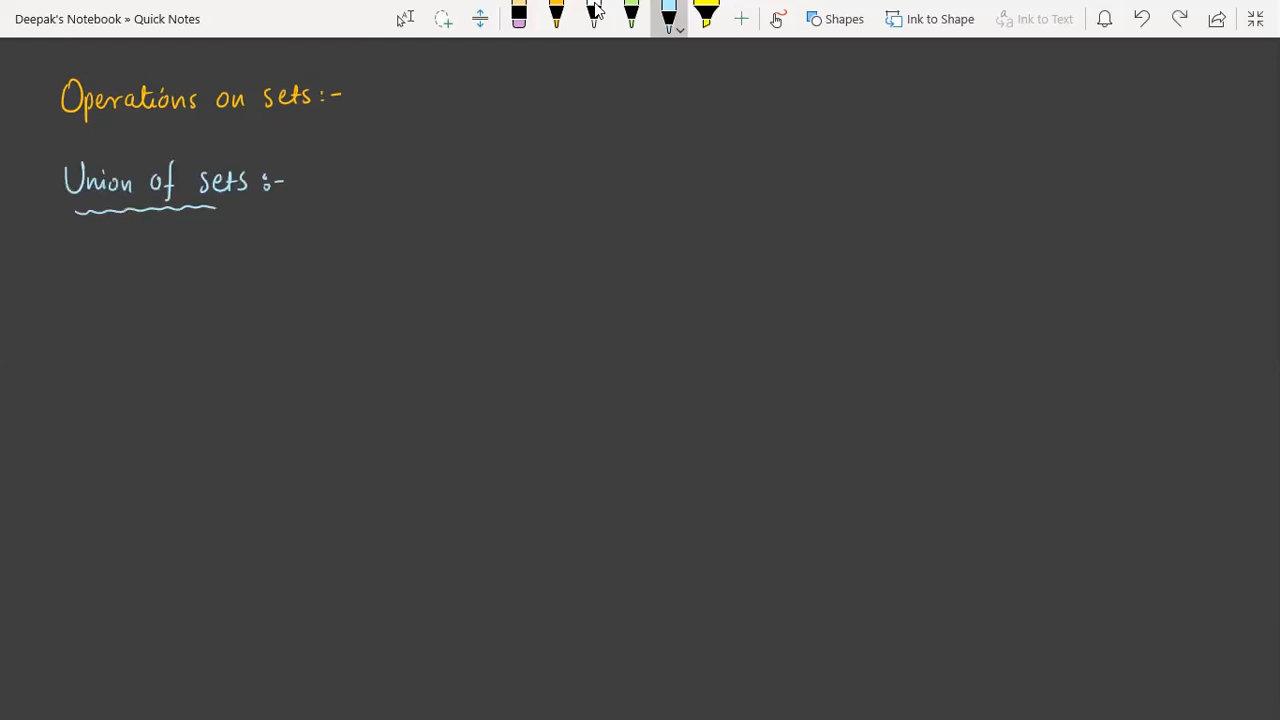 Deepak's Notebook » Quick Notes
Shapes
Ink to Shape
Ink to Text
Operations on sets:-
Union of sets :-